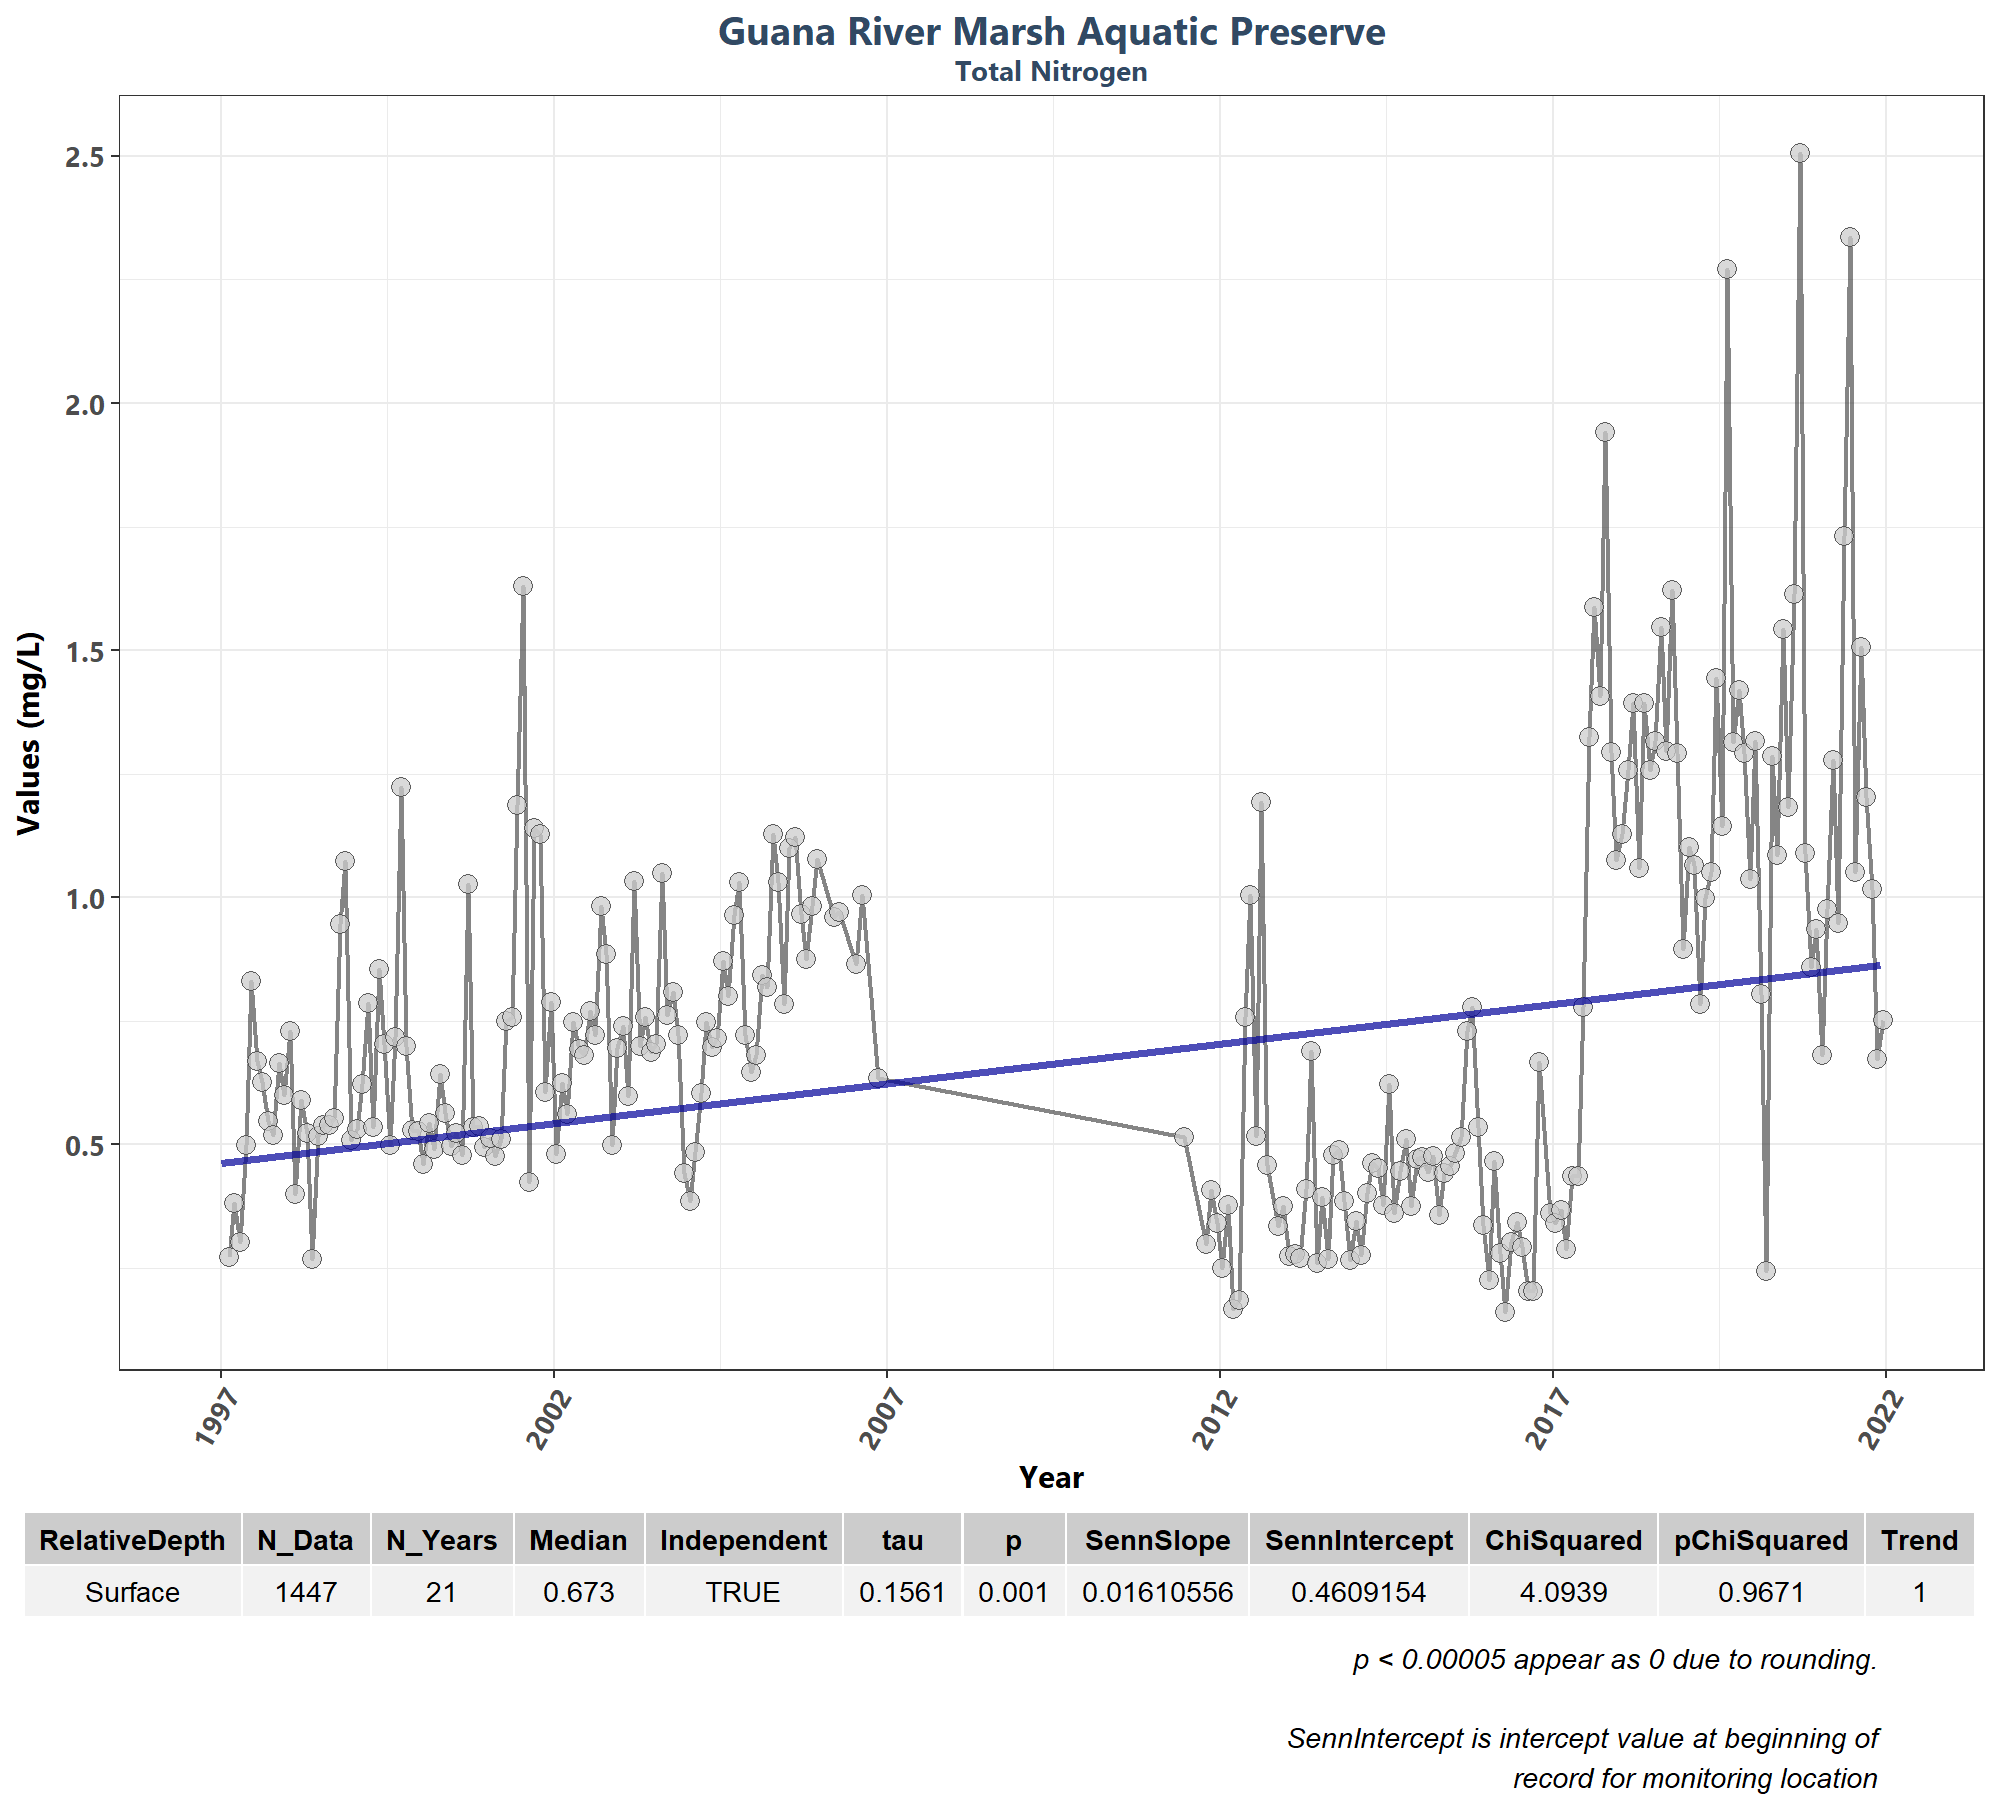 Guana River Marsh Aquatic Preserve
Total Nitrogen
2.5
2.0
1.5
1.0
0.5
Values (mg/L)
1997 2002 2007 2012 2017 2022
Year
RelativeDepth N_Data N_Years Median Independent tau p SennSlope SennIntercept ChiSquared pChiSquared Trend
Surface 1447 21 0.673 TRUE 0.1561 0.001 0.01610556 0.4609154 4.0939 0.9671 1
p < 0.00005 appear as 0 due to rounding.
SennIntercept is intercept value at beginning of
record for monitoring location